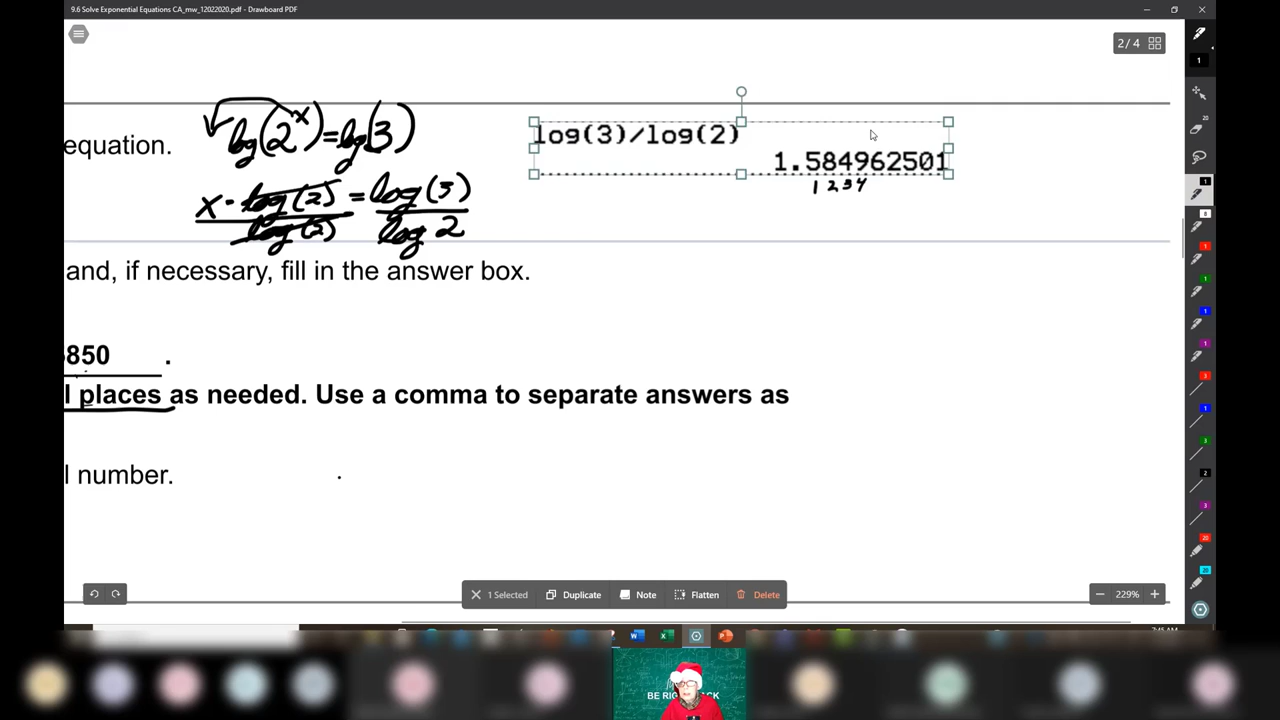 9.6 Solve Exponential Equations CA_mw_12022020.pdf - Drawboard PDF
2 / 4
1
log(2^x)=log(3)
log(3)/log(2)
equation.
1.584962501
1 2 3 4
x · log(2) = log(3)
log(2) log 2
and, if necessary, fill in the answer box.
850 .
l places as needed. Use a comma to separate answers as
l number.
1 Selected Duplicate Note Flatten Delete
229%